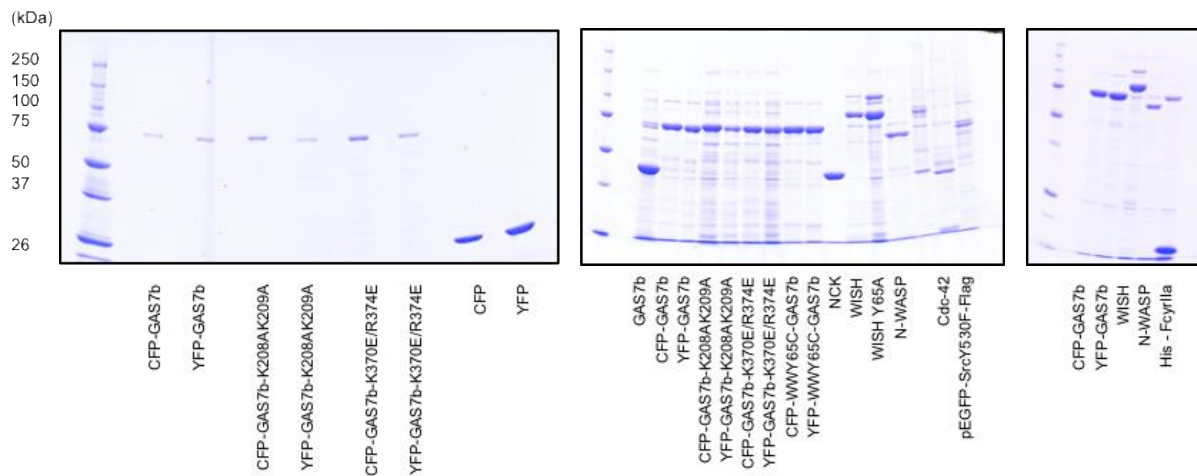 (kDa)
250
150
100
75
50
37
26
CFP-GAS7b
YFP-GAS7b
CFP-GAS7b-K208AK209A
YFP-GAS7b-K208AK209A
CFP-GAS7b-K370E/R374E
YFP-GAS7b-K370E/R374E
CFP
YFP
GAS7b
CFP-GAS7b
YFP-GAS7b
CFP-GAS7b-K208AK209A
YFP-GAS7b-K208AK209A
CFP-GAS7b-K370E/R374E
YFP-GAS7b-K370E/R374E
CFP-WWY65C-GAS7b
YFP-WWY65C-GAS7b
NCK
WISH
WISH Y65A
N-WASP
Cdc-42
pEGFP-SrcY530F-Flag
CFP-GAS7b
YFP-GAS7b
WISH
N-WASP
His - FcyrIIa